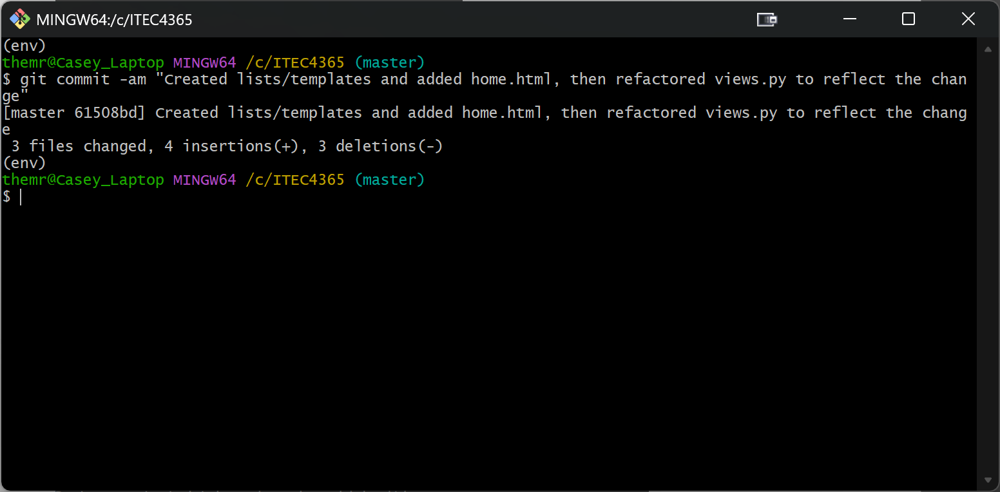 MINGW64:/c/ITEC4365
(env)
themr@Casey_Laptop MINGW64 /c/ITEC4365 (master)
$ git commit -am "Created lists/templates and added home.html, then refactored views.py to reflect the chan
ge"
[master 61508bd] Created lists/templates and added home.html, then refactored views.py to reflect the chang
e
 3 files changed, 4 insertions(+), 3 deletions(-)
(env)
themr@Casey_Laptop MINGW64 /c/ITEC4365 (master)
$